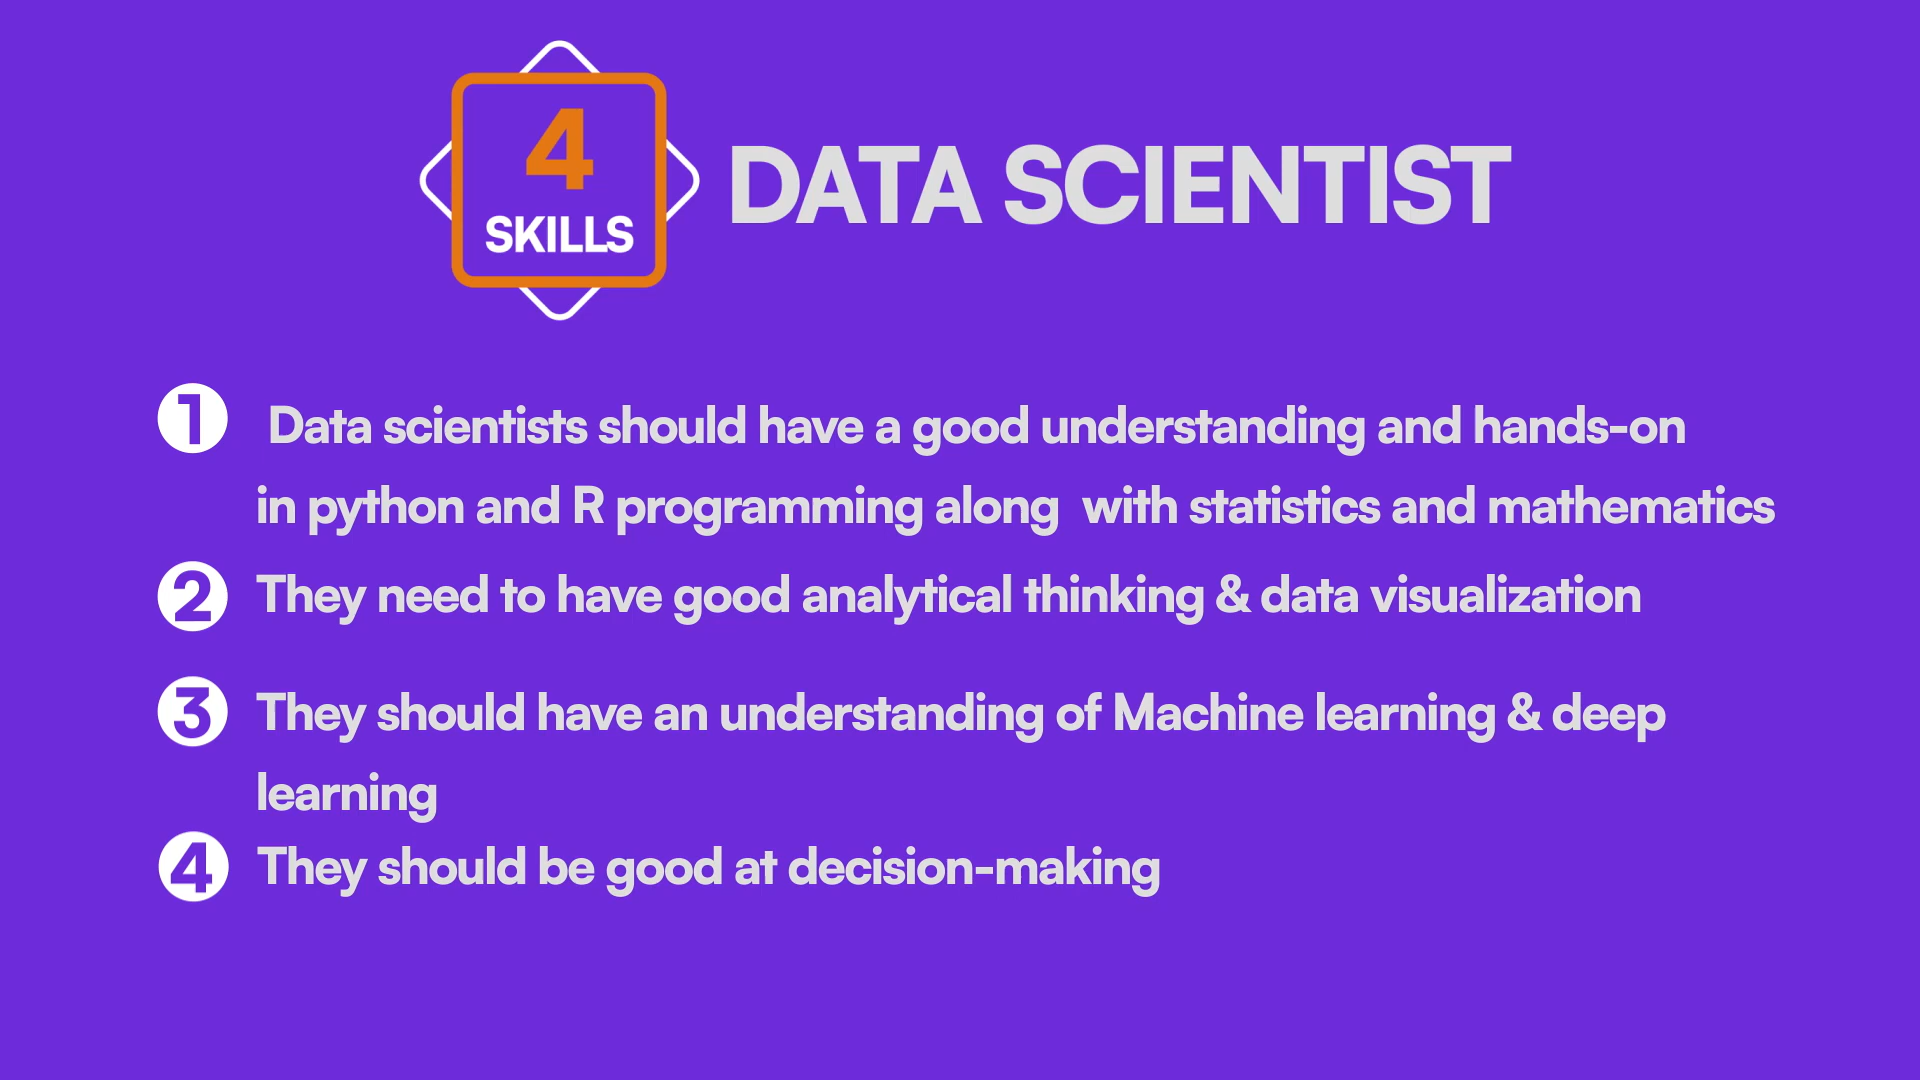 4
SKILLS
DATA SCIENTIST
1 Data scientists should have a good understanding and hands-on
in python and R programming along  with statistics and mathematics
2 They need to have good analytical thinking & data visualization
3 They should have an understanding of Machine learning & deep
learning
4 They should be good at decision-making